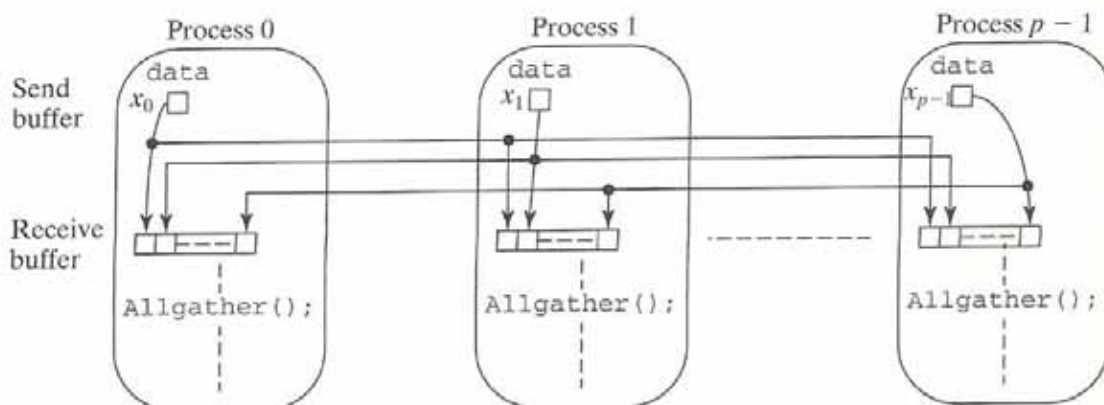 Process 0
Process 1
Process p − 1
Send
buffer
data
x₀
data
x₁
data
xₚ₋₁
Receive
buffer
Allgather();
Allgather();
Allgather();